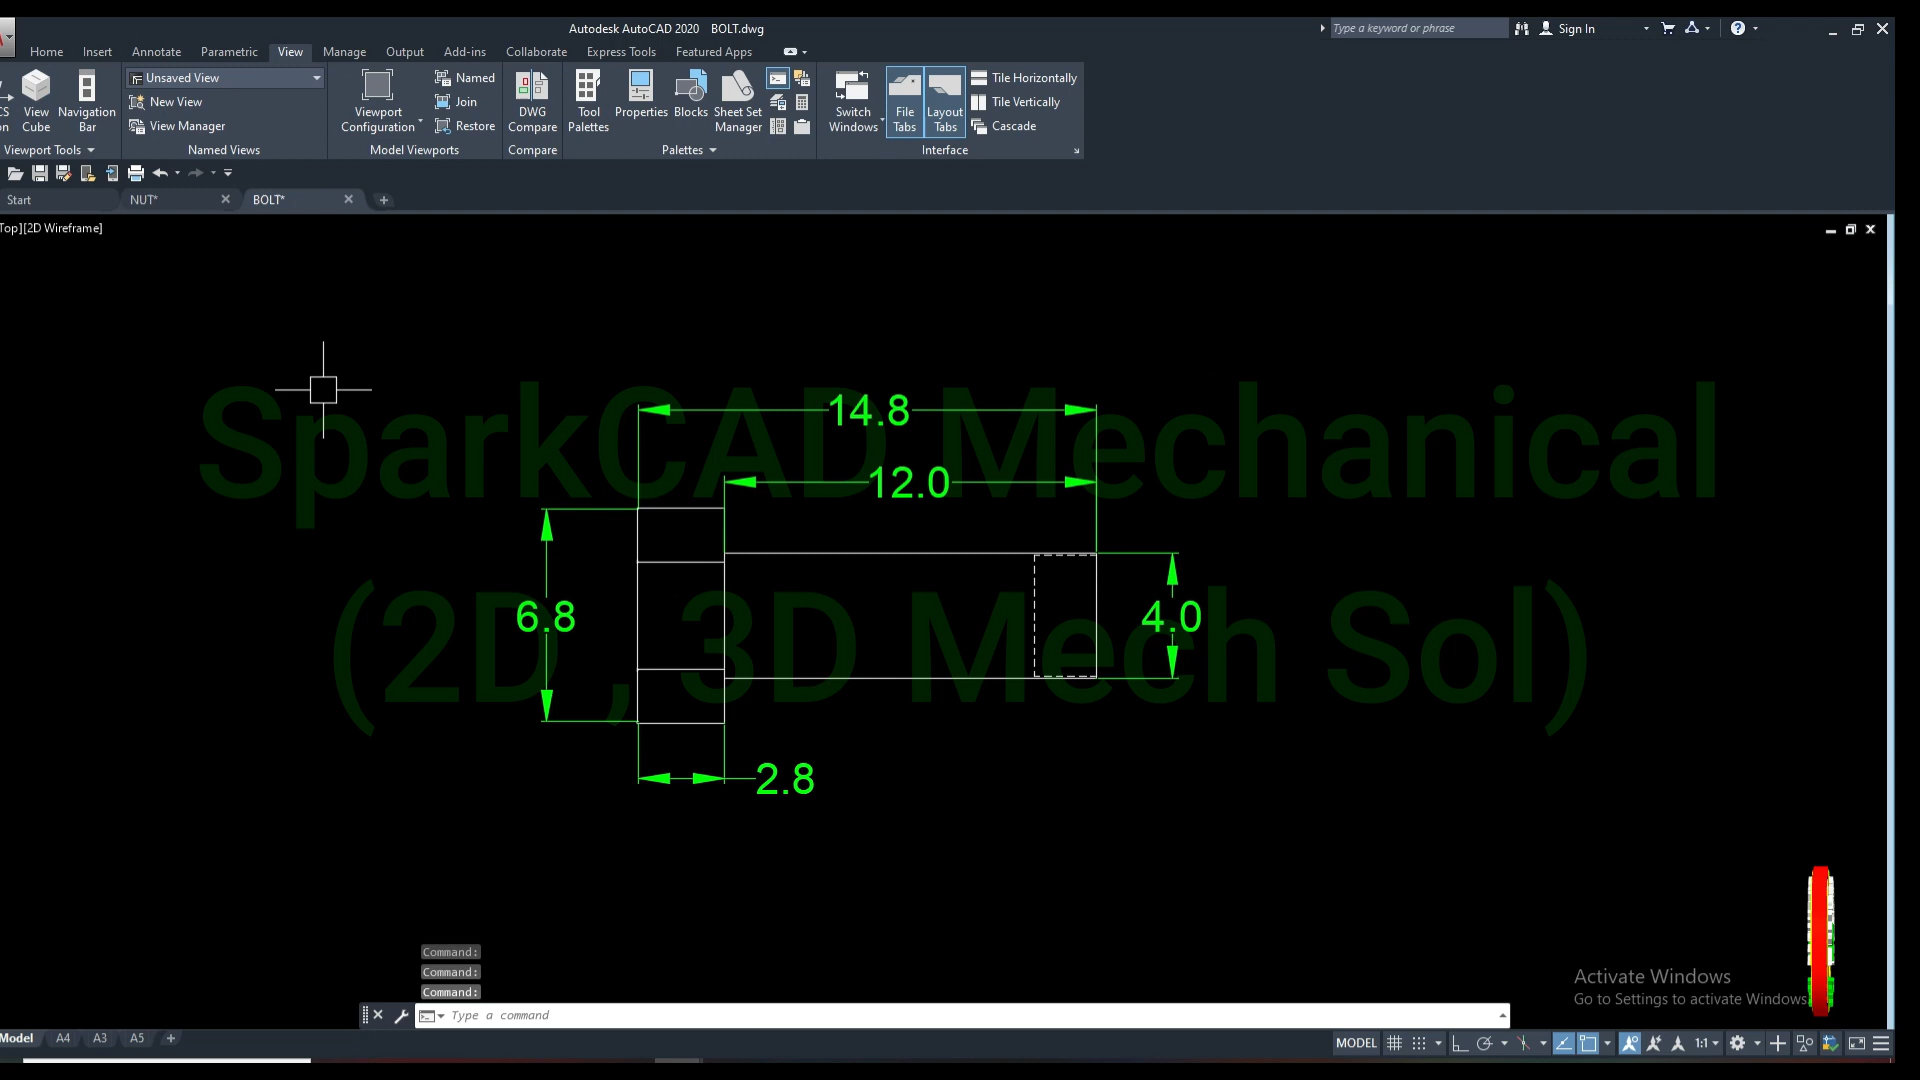 Autodesk AutoCAD 2020 BOLT.dwg
Type a keyword or phrase
Sign In
Home Insert Annotate Parametric View Manage Output Add-ins Collaborate Express Tools Featured Apps
Unsaved View
New View
View Manager
View Cube
Navigation Bar
Viewport Configuration
Named
Join
Restore
DWG Compare
Tool Palettes
Properties
Blocks
Sheet Set Manager
Switch Windows
File Tabs
Layout Tabs
Tile Horizontally
Tile Vertically
Cascade
Viewport Tools
Named Views
Model Viewports
Compare
Palettes
Interface
Start
NUT*
BOLT*
Top][2D Wireframe]
SparkCAD Mechanical
(2D , 3D Mech Sol)
14.8
12.0
6.8
4.0
2.8
Command:
Command:
Command:
Type a command
Activate Windows
Go to Settings to activate Windows
Model A4 A3 A5
MODEL
1:1